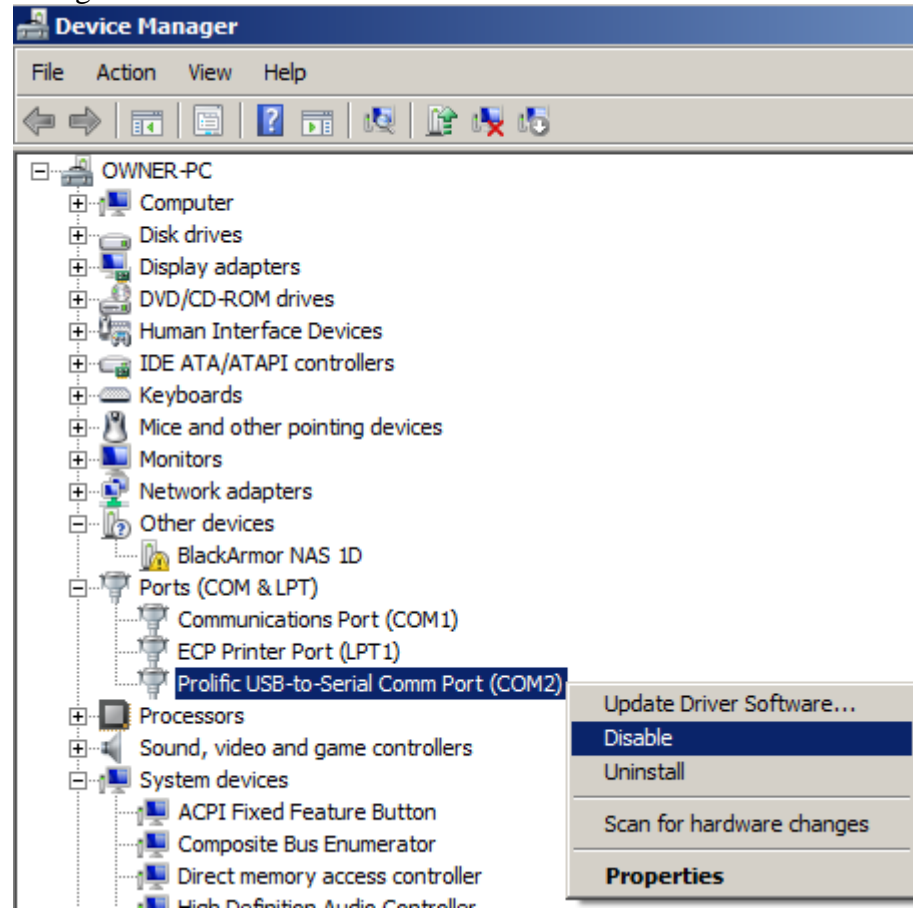 Device Manager
File Action View Help
OWNER-PC
Computer
Disk drives
Display adapters
DVD/CD-ROM drives
Human Interface Devices
IDE ATA/ATAPI controllers
Keyboards
Mice and other pointing devices
Monitors
Network adapters
Other devices
BlackArmor NAS 1D
Ports (COM & LPT)
Communications Port (COM1)
ECP Printer Port (LPT1)
Prolific USB-to-Serial Comm Port (COM2)
Processors
Sound, video and game controllers
System devices
ACPI Fixed Feature Button
Composite Bus Enumerator
Direct memory access controller
High Definition Audio Controller
Update Driver Software...
Disable
Uninstall
Scan for hardware changes
Properties